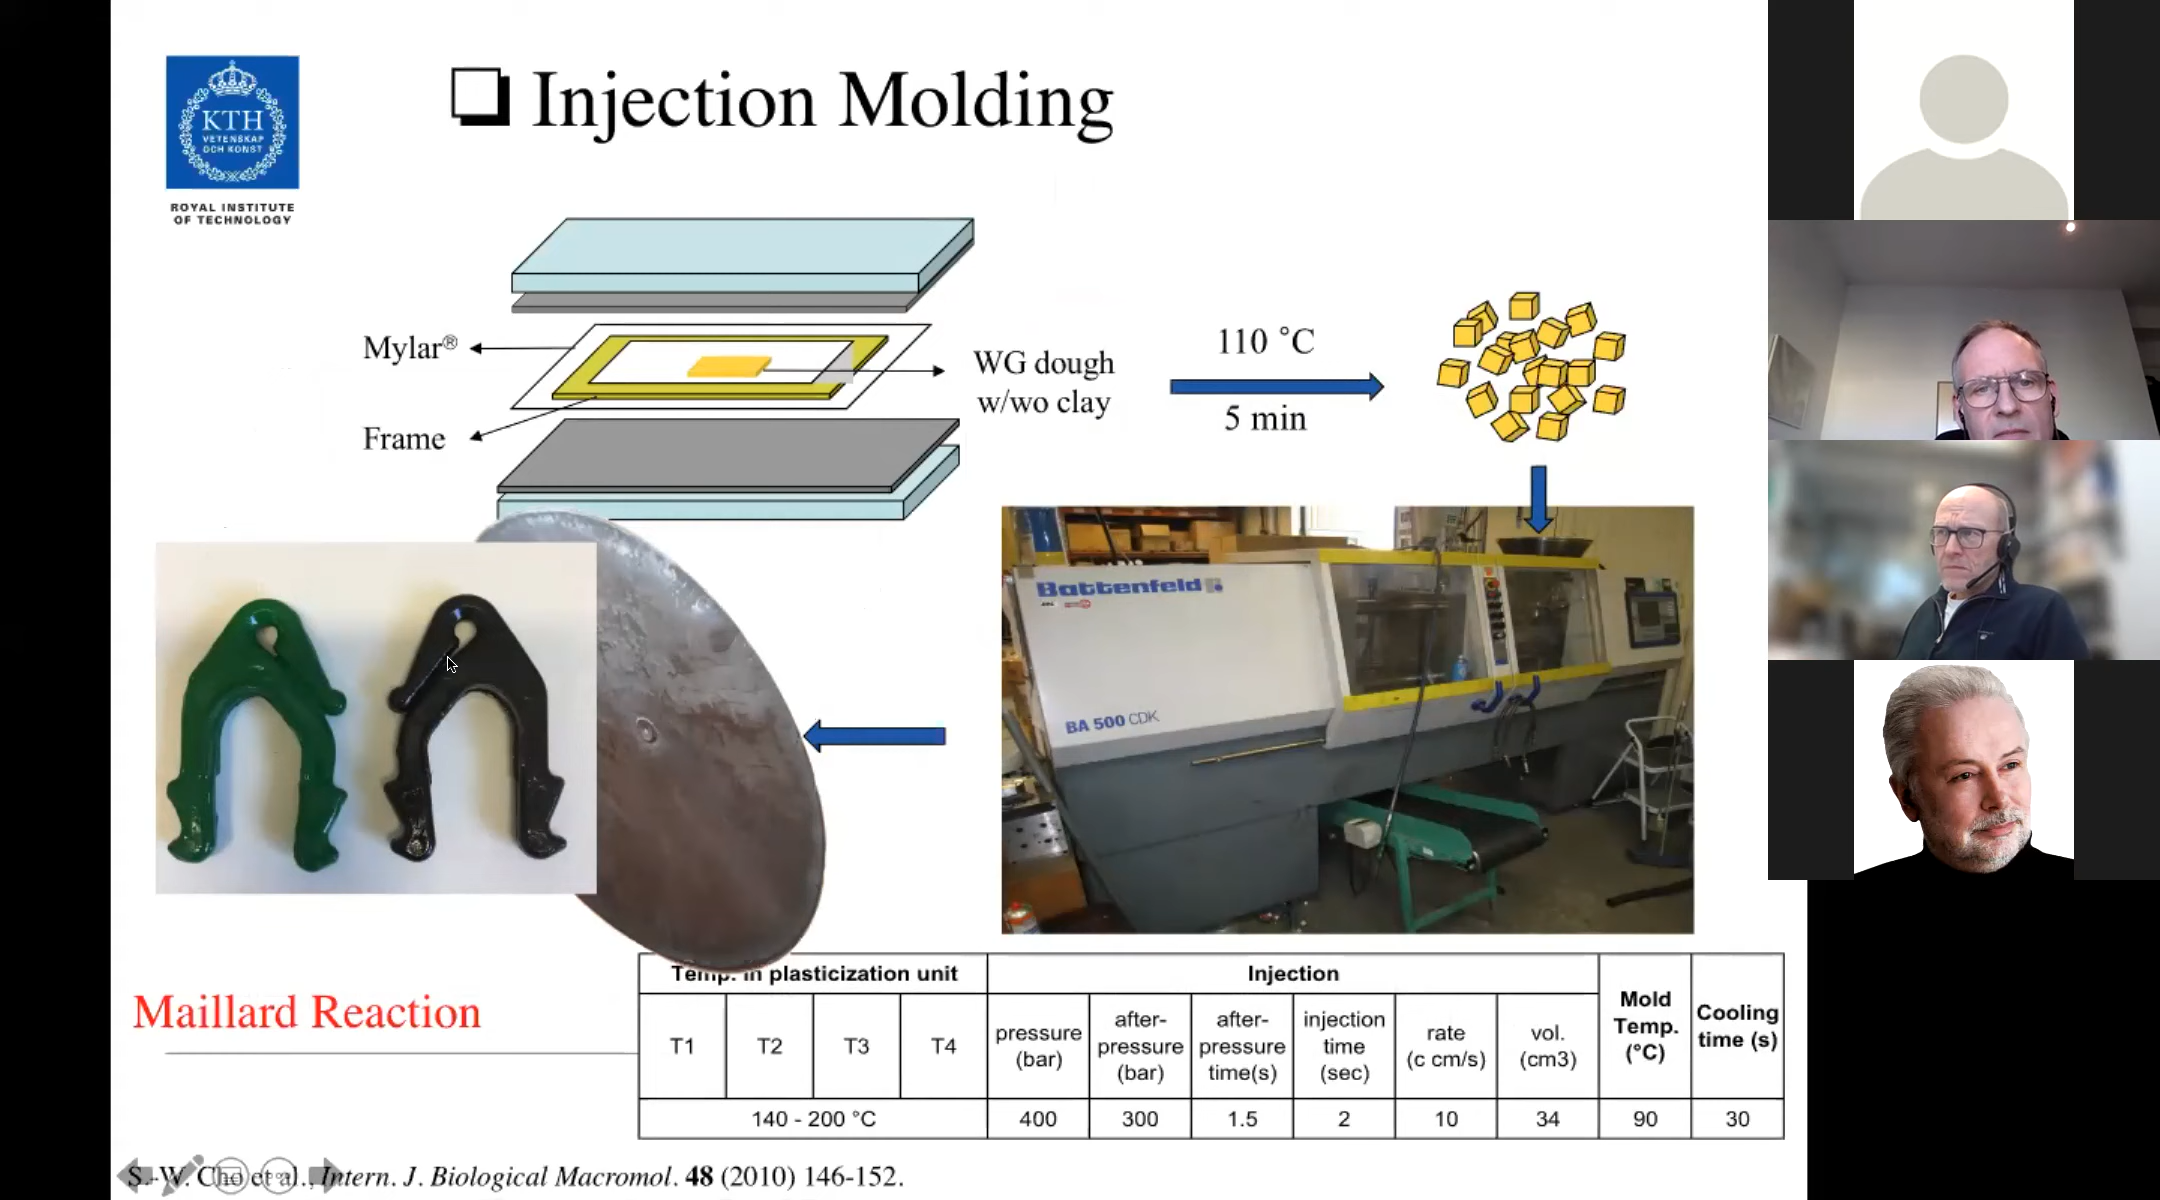 Injection Molding
KTH
VETENSKAP
OCH KONST
ROYAL INSTITUTE
OF TECHNOLOGY
Mylar®
Frame
WG dough
w/wo clay
110 °C
5 min
Battenfeld
BA 500 CDK
Maillard Reaction
Temp. in plasticization unit
Injection
Mold
Temp.
(°C)
Cooling
time (s)
T1
T2
T3
T4
pressure
(bar)
after-
pressure
(bar)
after-
pressure
time(s)
injection
time
(sec)
rate
(c cm/s)
vol.
(cm3)
140 - 200 °C
400
300
1.5
2
10
34
90
30
S.-W. Cho et al., Intern. J. Biological Macromol. 48 (2010) 146-152.